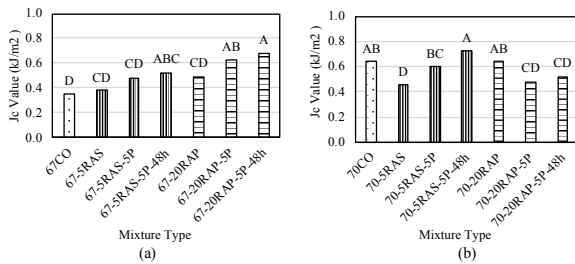 Jc Value (kJ/m2)
1.0
0.8
0.6
0.4
0.2
0.0
D
CD
CD
ABC
CD
AB
A
67CO
67-5RAS
67-5RAS-5P
67-5RAS-5P-48h
67-20RAP
67-20RAP-5P
67-20RAP-5P-48h
Mixture Type
(a)
Jc Value (kJ/m2)
1.0
0.8
0.6
0.4
0.2
0.0
AB
D
BC
A
AB
CD
CD
70CO
70-5RAS
70-5RAS-5P
70-5RAS-5P-48h
70-20RAP
70-20RAP-5P
70-20RAP-5P-48h
Mixture Type
(b)